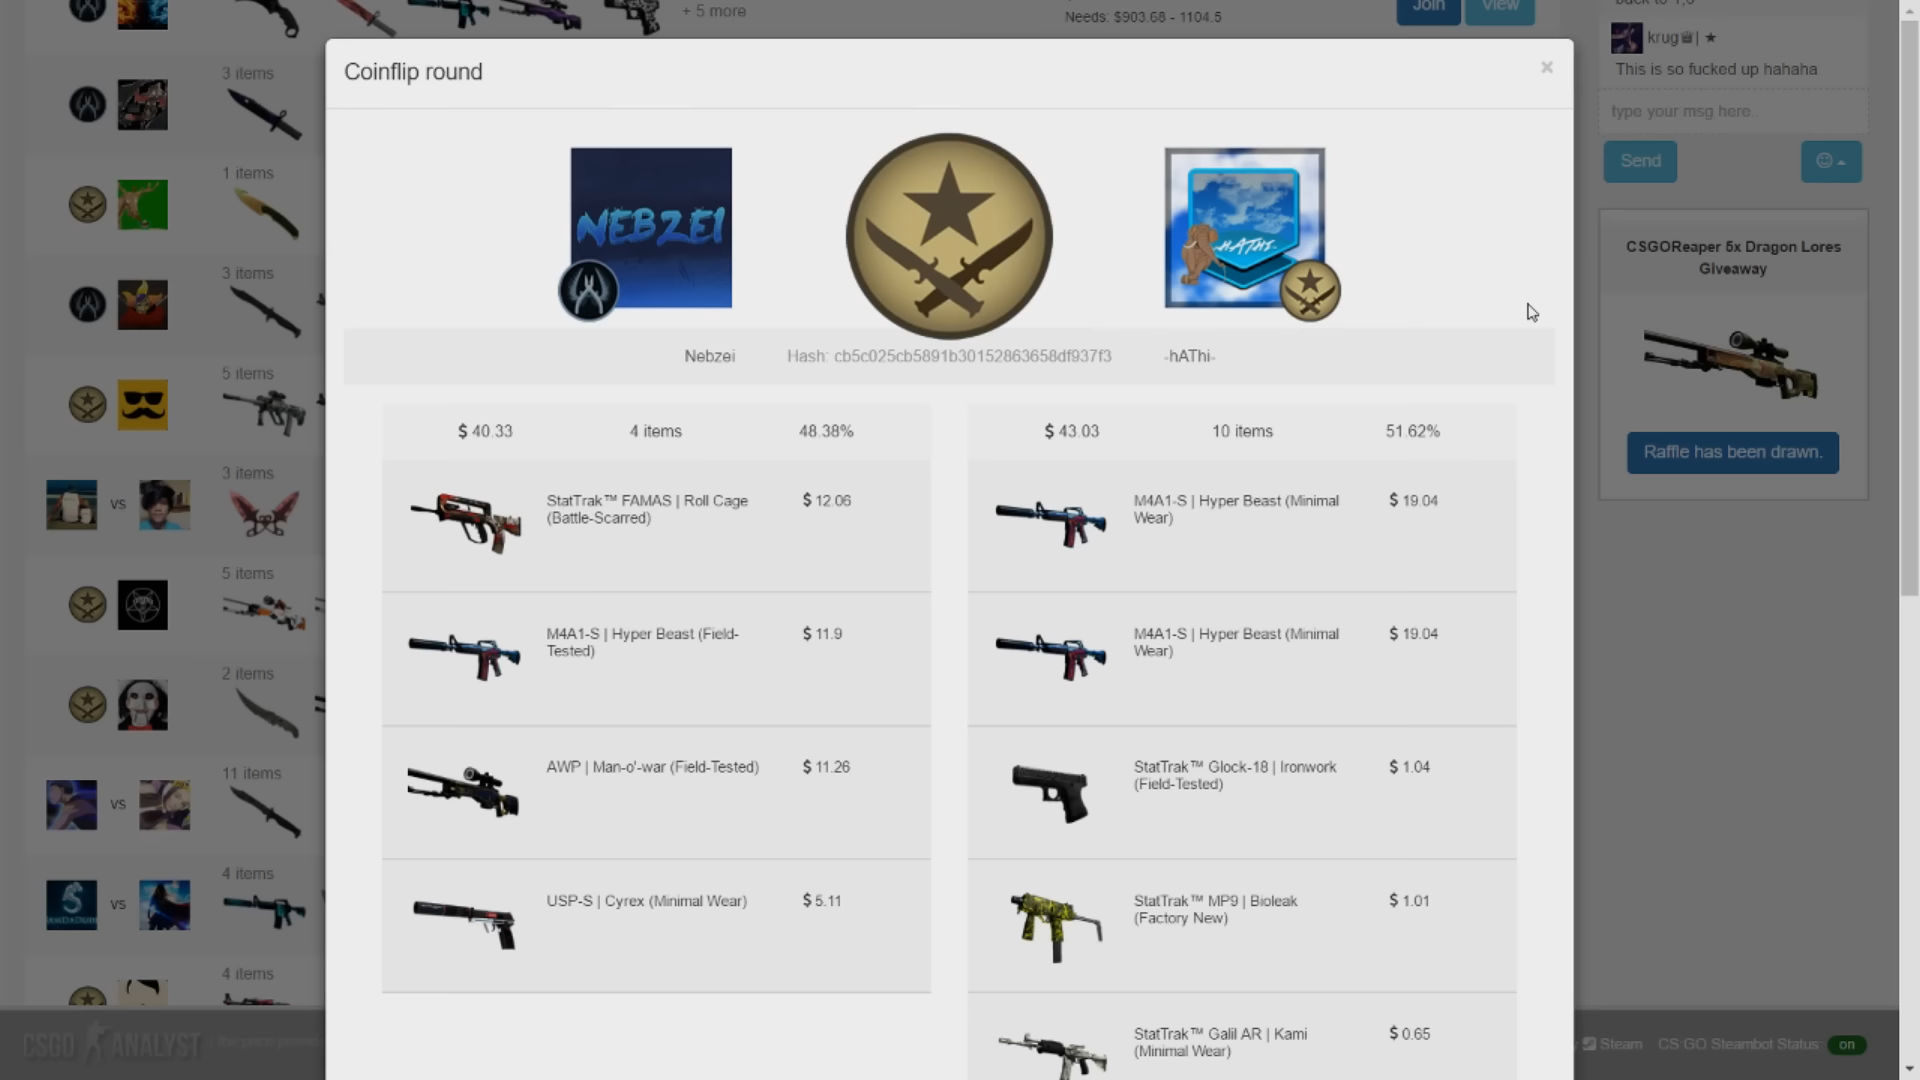 + 5 more
Needs: $903.68 - 1104.5
Join
View
back to 1,0
krug♕| ★
This is so fucked up hahaha
type your msg here..
Send
CSGOReaper 5x Dragon Lores
Giveaway
Raffle has been drawn.
3 items
1 items
3 items
5 items
3 items
vs
5 items
2 items
11 items
vs
4 items
vs
4 items
Coinflip round
×
NEBZEI
-HATHI-
Nebzei
Hash: cb5c025cb5891b30152863658df937f3
-hAThi-
$ 40.33
4 items
48.38%
StatTrak™ FAMAS | Roll Cage
(Battle-Scarred)
$ 12.06
M4A1-S | Hyper Beast (Field-
Tested)
$ 11.9
AWP | Man-o'-war (Field-Tested)
$ 11.26
USP-S | Cyrex (Minimal Wear)
$ 5.11
$ 43.03
10 items
51.62%
M4A1-S | Hyper Beast (Minimal
Wear)
$ 19.04
M4A1-S | Hyper Beast (Minimal
Wear)
$ 19.04
StatTrak™ Glock-18 | Ironwork
(Field-Tested)
$ 1.04
StatTrak™ MP9 | Bioleak
(Factory New)
$ 1.01
StatTrak™ Galil AR | Kami
(Minimal Wear)
$ 0.65
CSGO ANALYST
Steam
CS GO Steambot Status:
on